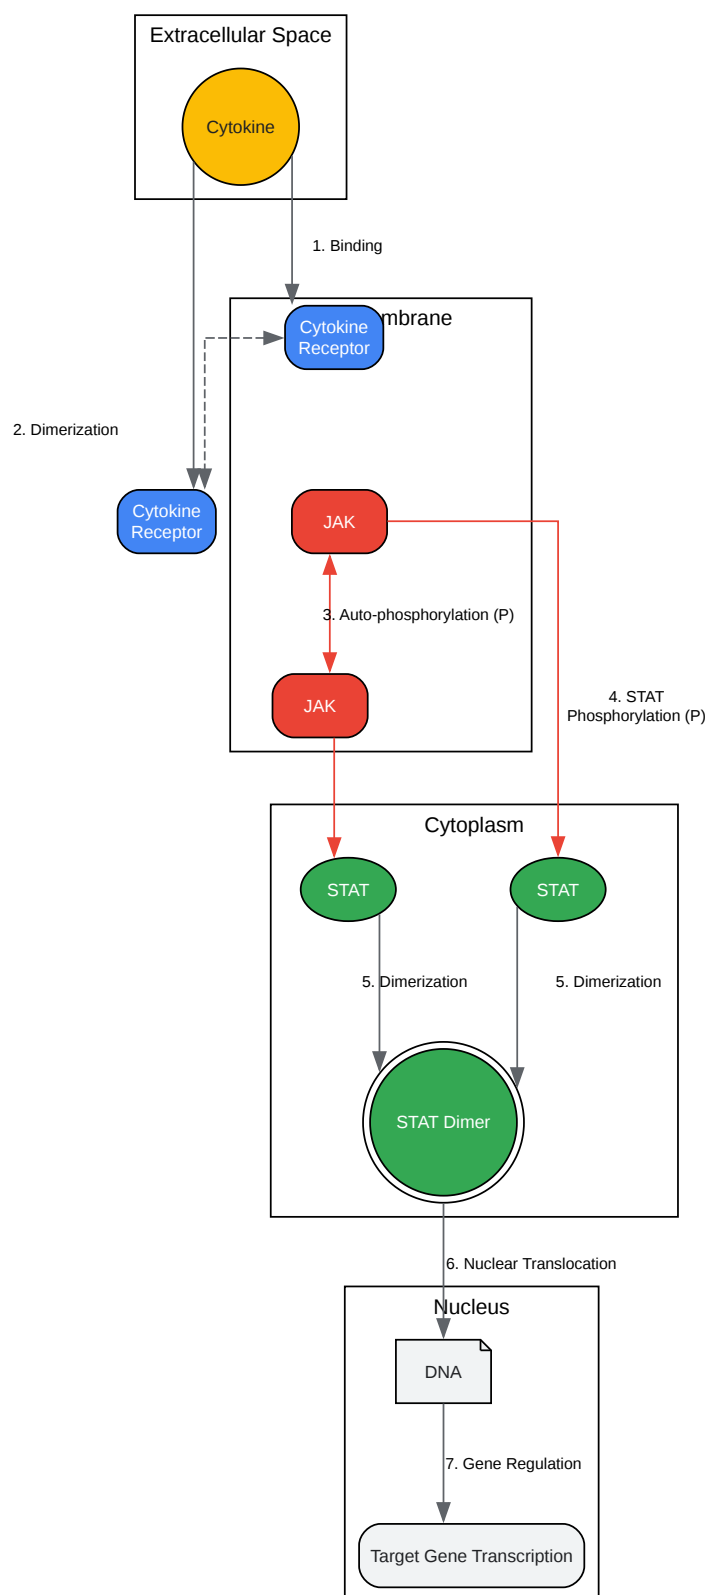 Extracellular Space
Cytokine
1. Binding
mbrane
Cytokine
Receptor
2. Dimerization
Cytokine
Receptor
JAK
3. Auto-phosphorylation (P)
JAK
4. STAT
Phosphorylation (P)
Cytoplasm
STAT
STAT
5. Dimerization
5. Dimerization
STAT Dimer
6. Nuclear Translocation
Nucleus
DNA
7. Gene Regulation
Target Gene Transcription